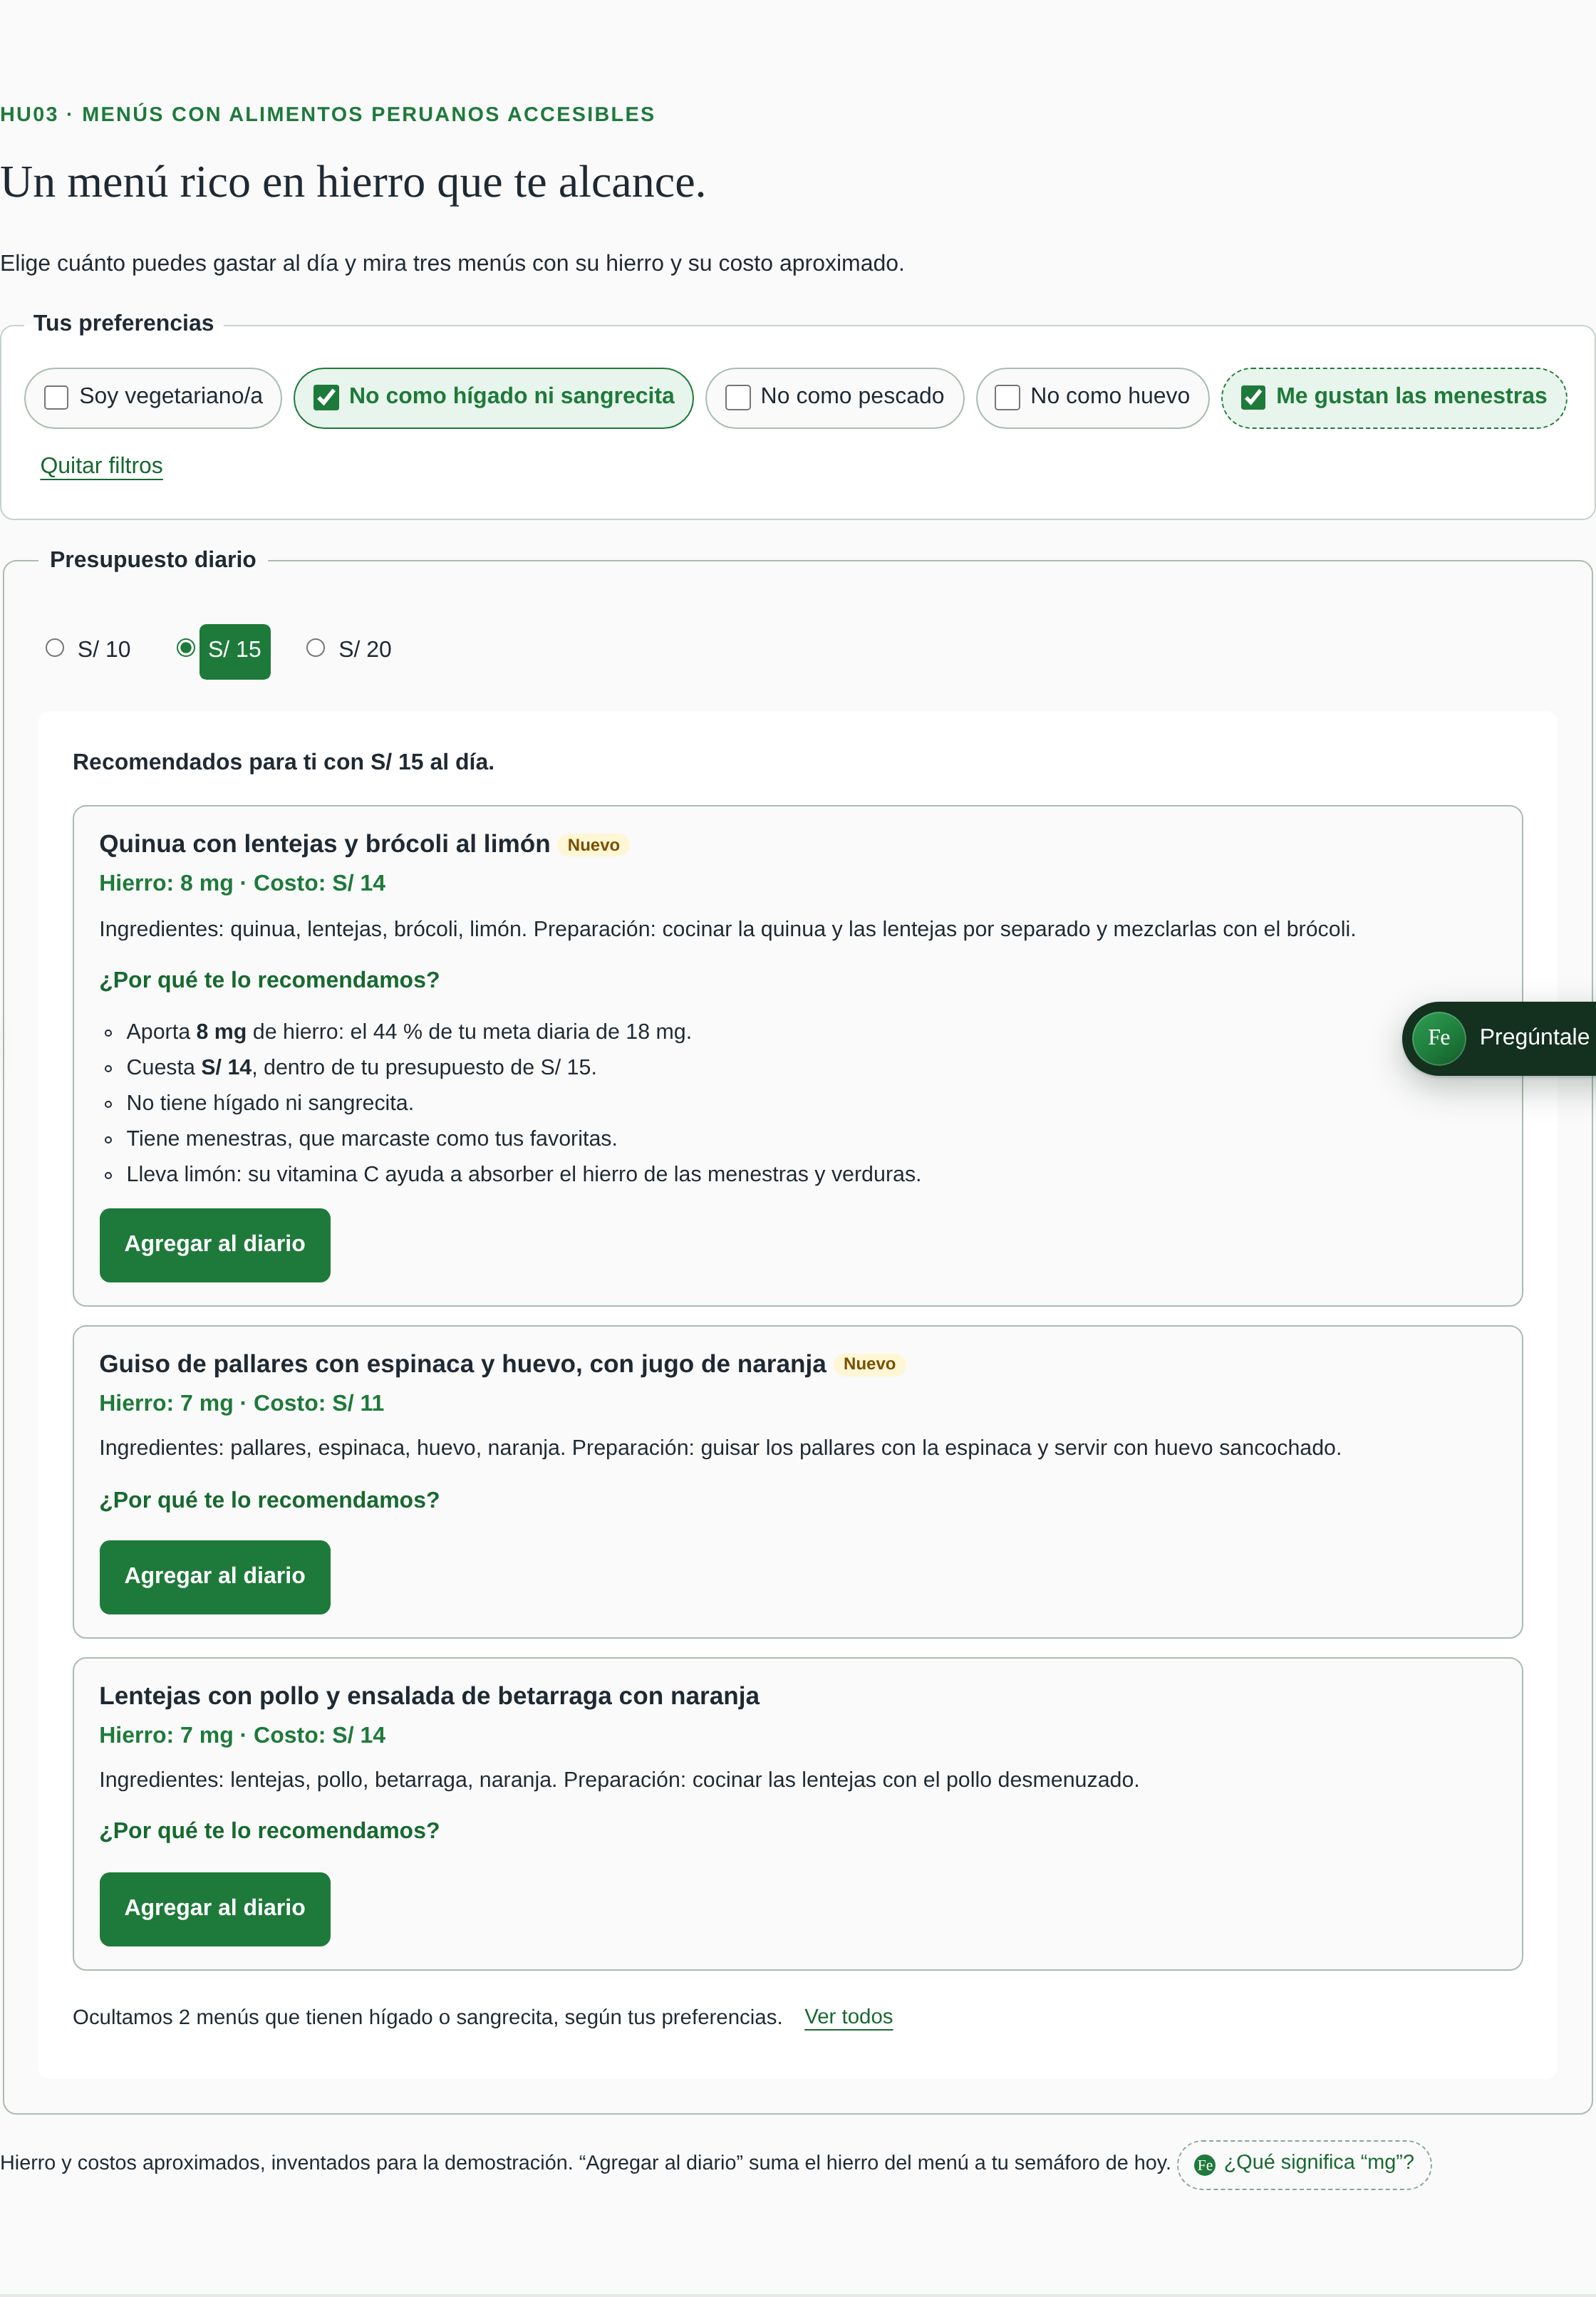 HU03 · MENÚS CON ALIMENTOS PERUANOS ACCESIBLES
Un menú rico en hierro que te alcance.
Elige cuánto puedes gastar al día y mira tres menús con su hierro y su costo aproximado.
Tus preferencias
Soy vegetariano/a
No como hígado ni sangrecita
No como pescado
No como huevo
Me gustan las menestras
Quitar filtros
Presupuesto diario
S/ 10
S/ 15
S/ 20
Recomendados para ti con S/ 15 al día.
Quinua con lentejas y brócoli al limón Nuevo
Hierro: 8 mg · Costo: S/ 14
Ingredientes: quinua, lentejas, brócoli, limón. Preparación: cocinar la quinua y las lentejas por separado y mezclarlas con el brócoli.
¿Por qué te lo recomendamos?
Aporta 8 mg de hierro: el 44 % de tu meta diaria de 18 mg.
Fe Pregúntale
Cuesta S/ 14, dentro de tu presupuesto de S/ 15.
No tiene hígado ni sangrecita.
Tiene menestras, que marcaste como tus favoritas.
Lleva limón: su vitamina C ayuda a absorber el hierro de las menestras y verduras.
Agregar al diario
Guiso de pallares con espinaca y huevo, con jugo de naranja Nuevo
Hierro: 7 mg · Costo: S/ 11
Ingredientes: pallares, espinaca, huevo, naranja. Preparación: guisar los pallares con la espinaca y servir con huevo sancochado.
¿Por qué te lo recomendamos?
Agregar al diario
Lentejas con pollo y ensalada de betarraga con naranja
Hierro: 7 mg · Costo: S/ 14
Ingredientes: lentejas, pollo, betarraga, naranja. Preparación: cocinar las lentejas con el pollo desmenuzado.
¿Por qué te lo recomendamos?
Agregar al diario
Ocultamos 2 menús que tienen hígado o sangrecita, según tus preferencias. Ver todos
Hierro y costos aproximados, inventados para la demostración. “Agregar al diario” suma el hierro del menú a tu semáforo de hoy. Fe ¿Qué significa “mg”?